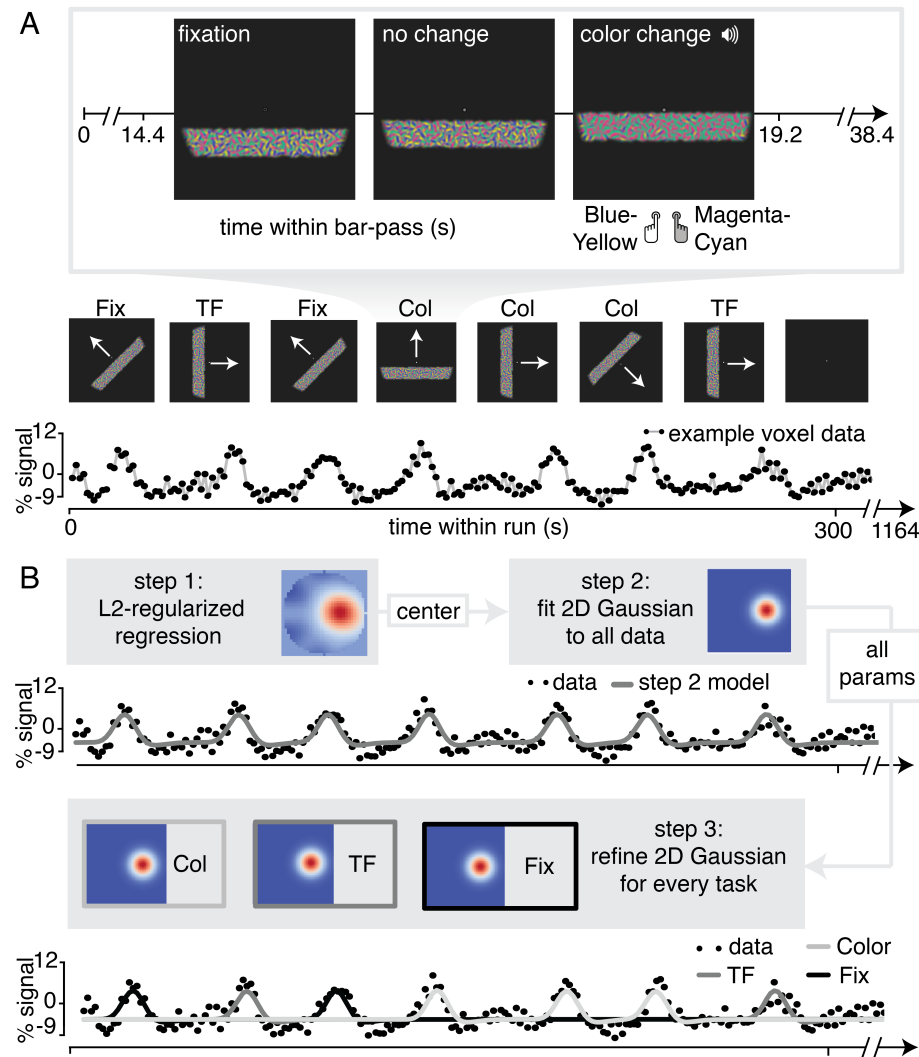 A
fixation
no change
color change
0
14.4
19.2
38.4
time within bar-pass (s)
Blue-
Yellow
Magenta-
Cyan
Fix
TF
Fix
Col
Col
Col
TF
12
0
-9
% signal
example voxel data
0
time within run (s)
300
1164
B
step 1:
L2-regularized
regression
center
step 2:
fit 2D Gaussian
to all data
all
params
12
0
-9
% signal
data
step 2 model
Col
TF
Fix
step 3:
refine 2D Gaussian
for every task
12
0
-9
% signal
data
Color
TF
Fix